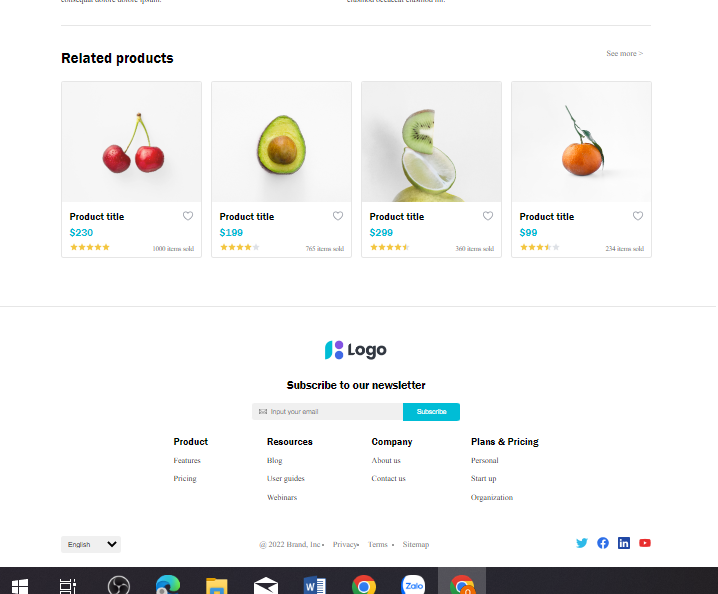 Related products
See more >
Product title
$230
1000 items sold
Product title
$199
765 items sold
Product title
$299
360 items sold
Product title
$99
234 items sold
Logo
Subscribe to our newsletter
Input your email
Subscribe
Product
Resources
Company
Plans & Pricing
Features
Blog
About us
Personal
Pricing
User guides
Contact us
Start up
Webinars
Organization
English
@ 2022 Brand, Inc • Privacy • Terms • Sitemap
Zalo